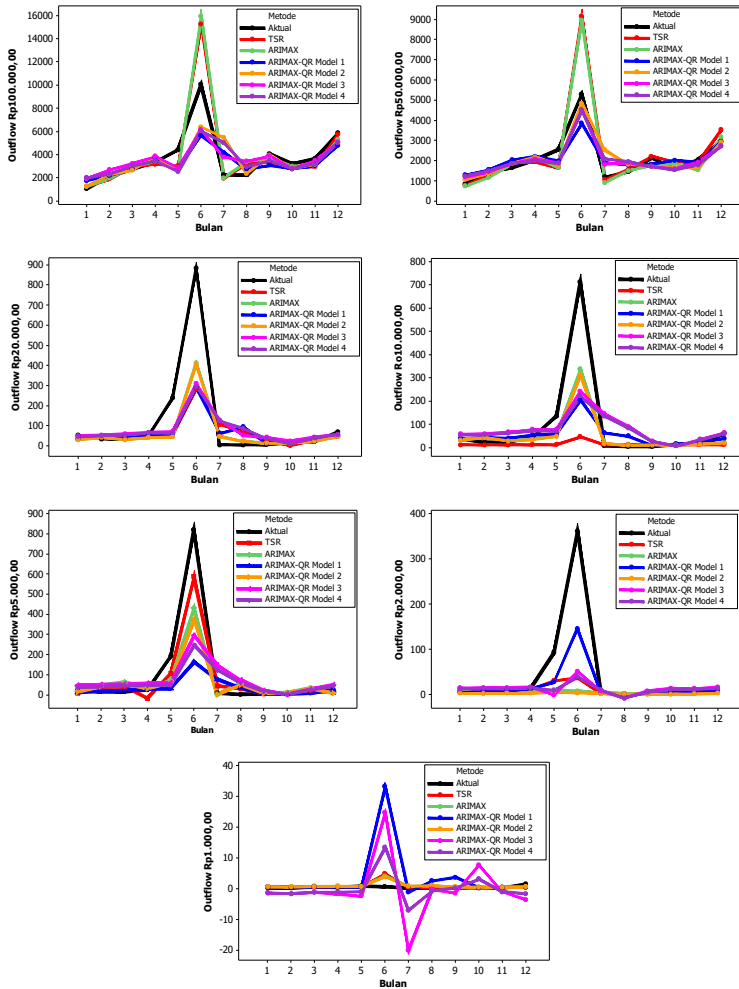 16000
14000
12000
10000
8000
6000
4000
2000
0
Outflow Rp100.000,00
1 2 3 4 5 6 7 8 9 10 11 12
Bulan
Metode
Aktual
TSR
ARIMAX
ARIMAX-QR Model 1
ARIMAX-QR Model 2
ARIMAX-QR Model 3
ARIMAX-QR Model 4
9000
8000
7000
6000
5000
4000
3000
2000
1000
0
Outflow Rp50.000,00
1 2 3 4 5 6 7 8 9 10 11 12
Bulan
Metode
Aktual
TSR
ARIMAX
ARIMAX-QR Model 1
ARIMAX-QR Model 2
ARIMAX-QR Model 3
ARIMAX-QR Model 4
900
800
700
600
500
400
300
200
100
0
Outflow Rp20.000,00
1 2 3 4 5 6 7 8 9 10 11 12
Bulan
Metode
Aktual
TSR
ARIMAX
ARIMAX-QR Model 1
ARIMAX-QR Model 2
ARIMAX-QR Model 3
ARIMAX-QR Model 4
800
700
600
500
400
300
200
100
0
Outflow Ro10.000,00
1 2 3 4 5 6 7 8 9 10 11 12
Bulan
Metode
Aktual
TSR
ARIMAX
ARIMAX-QR Model 1
ARIMAX-QR Model 2
ARIMAX-QR Model 3
ARIMAX-QR Model 4
900
800
700
600
500
400
300
200
100
0
Outflow Rp5.000,00
1 2 3 4 5 6 7 8 9 10 11 12
Bulan
Metode
Aktual
TSR
ARIMAX
ARIMAX-QR Model 1
ARIMAX-QR Model 2
ARIMAX-QR Model 3
ARIMAX-QR Model 4
400
300
200
100
0
Outflow Rp2.000,00
1 2 3 4 5 6 7 8 9 10 11 12
Bulan
Metode
Aktual
TSR
ARIMAX
ARIMAX-QR Model 1
ARIMAX-QR Model 2
ARIMAX-QR Model 3
ARIMAX-QR Model 4
40
30
20
10
0
-10
-20
Outflow Rp1.000,00
1 2 3 4 5 6 7 8 9 10 11 12
Bulan
Metode
Aktual
TSR
ARIMAX
ARIMAX-QR Model 1
ARIMAX-QR Model 2
ARIMAX-QR Model 3
ARIMAX-QR Model 4